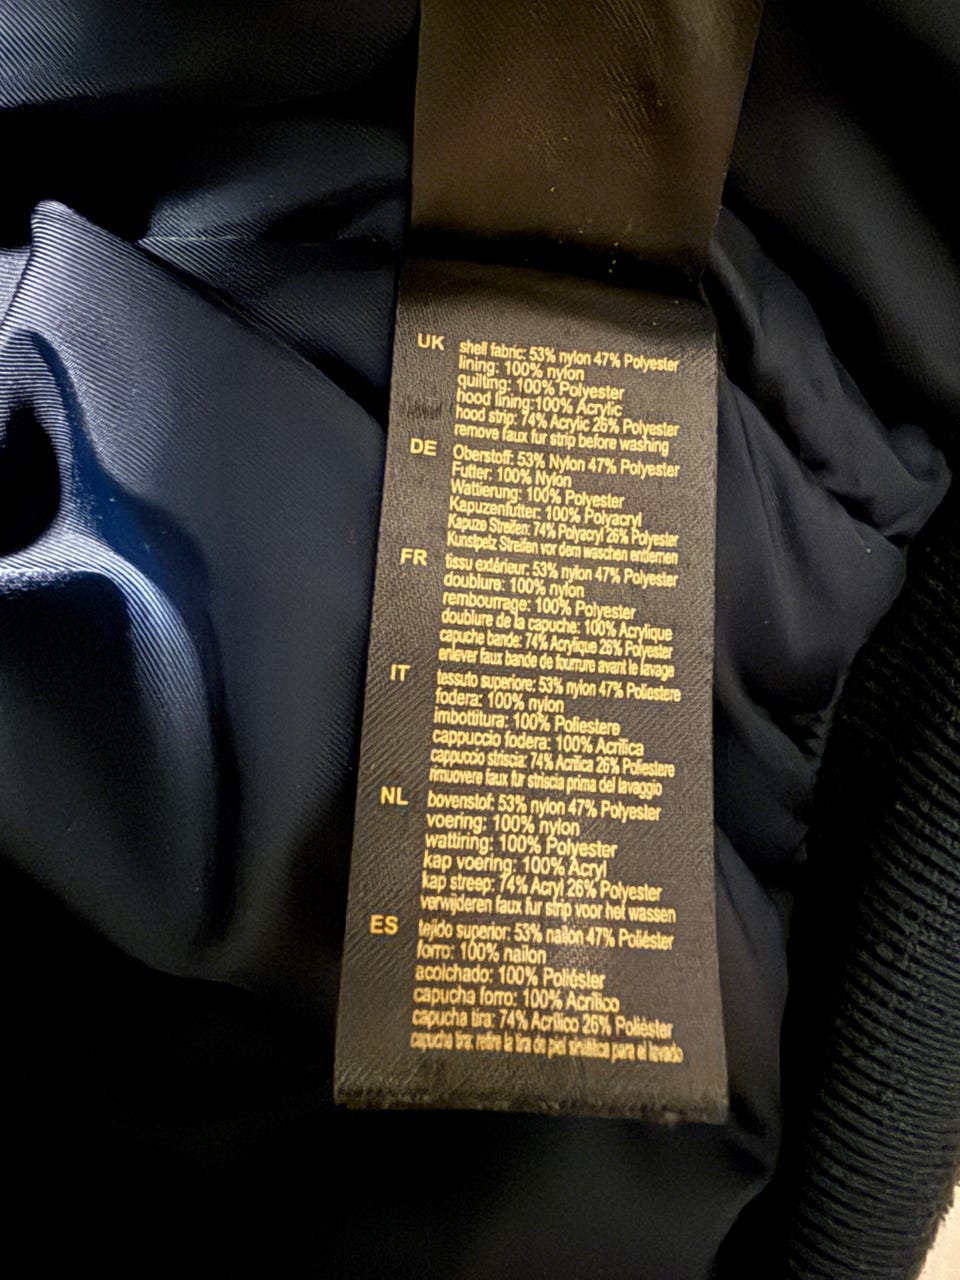 UK shell fabric: 53% nylon 47% Polyester
lining: 100% nylon
quilting: 100% Polyester
hood lining:100% Acrylic
hood strip: 74% Acrylic 26% Polyester
remove faux fur strip before washing
DE Oberstoff: 53% Nylon 47% Polyester
Futter: 100% Nylon
Wattierung: 100% Polyester
Kapuzenfutter: 100% Polyacryl
Kapuze Streifen: 74% Polyacryl 26% Polyester
Kunstpelz Streifen vor dem waschen entfernen
FR tissu extérieur: 53% nylon 47% Polyester
doublure: 100% nylon
rembourrage: 100% Polyester
doublure de la capuche: 100% Acrylique
capuche bande: 74% Acrylique 26% Polyester
enlever faux bande de fourrure avant le lavage
IT tessuto superiore: 53% nylon 47% Poliestere
fodera: 100% nylon
imbottitura: 100% Poliestere
cappuccio fodera: 100% Acrilica
cappuccio striscia: 74% Acrilica 26% Poliestere
rimuovere faux fur striscia prima del lavaggio
NL bovenstof: 53% nylon 47% Polyester
voering: 100% nylon
wattiring: 100% Polyester
kap voering: 100% Acryl
kap streep: 74% Acryl 26% Polyester
verwijderen faux fur strip voor het wassen
ES tejido superior: 53% nailon 47% Poliéster
forro: 100% nailon
acolchado: 100% Poliéster
capucha forro: 100% Acrílico
capucha tira: 74% Acrílico 26% Poliéster
capucha tira: retire la tira de piel sintética para el lavado